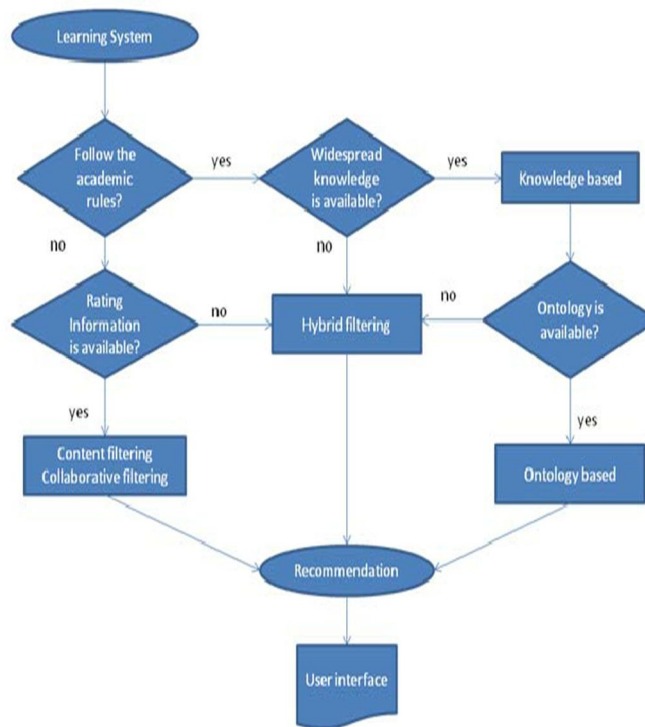 Learning System
Follow the
academic
rules?
yes
Widespread
knowledge
is available?
yes
Knowledge based
no
no
Rating
Information
is available?
no
Hybrid filtering
no
Ontology is
available?
yes
yes
Content filtering
Collaborative filtering
Ontology based
Recommendation
User interface